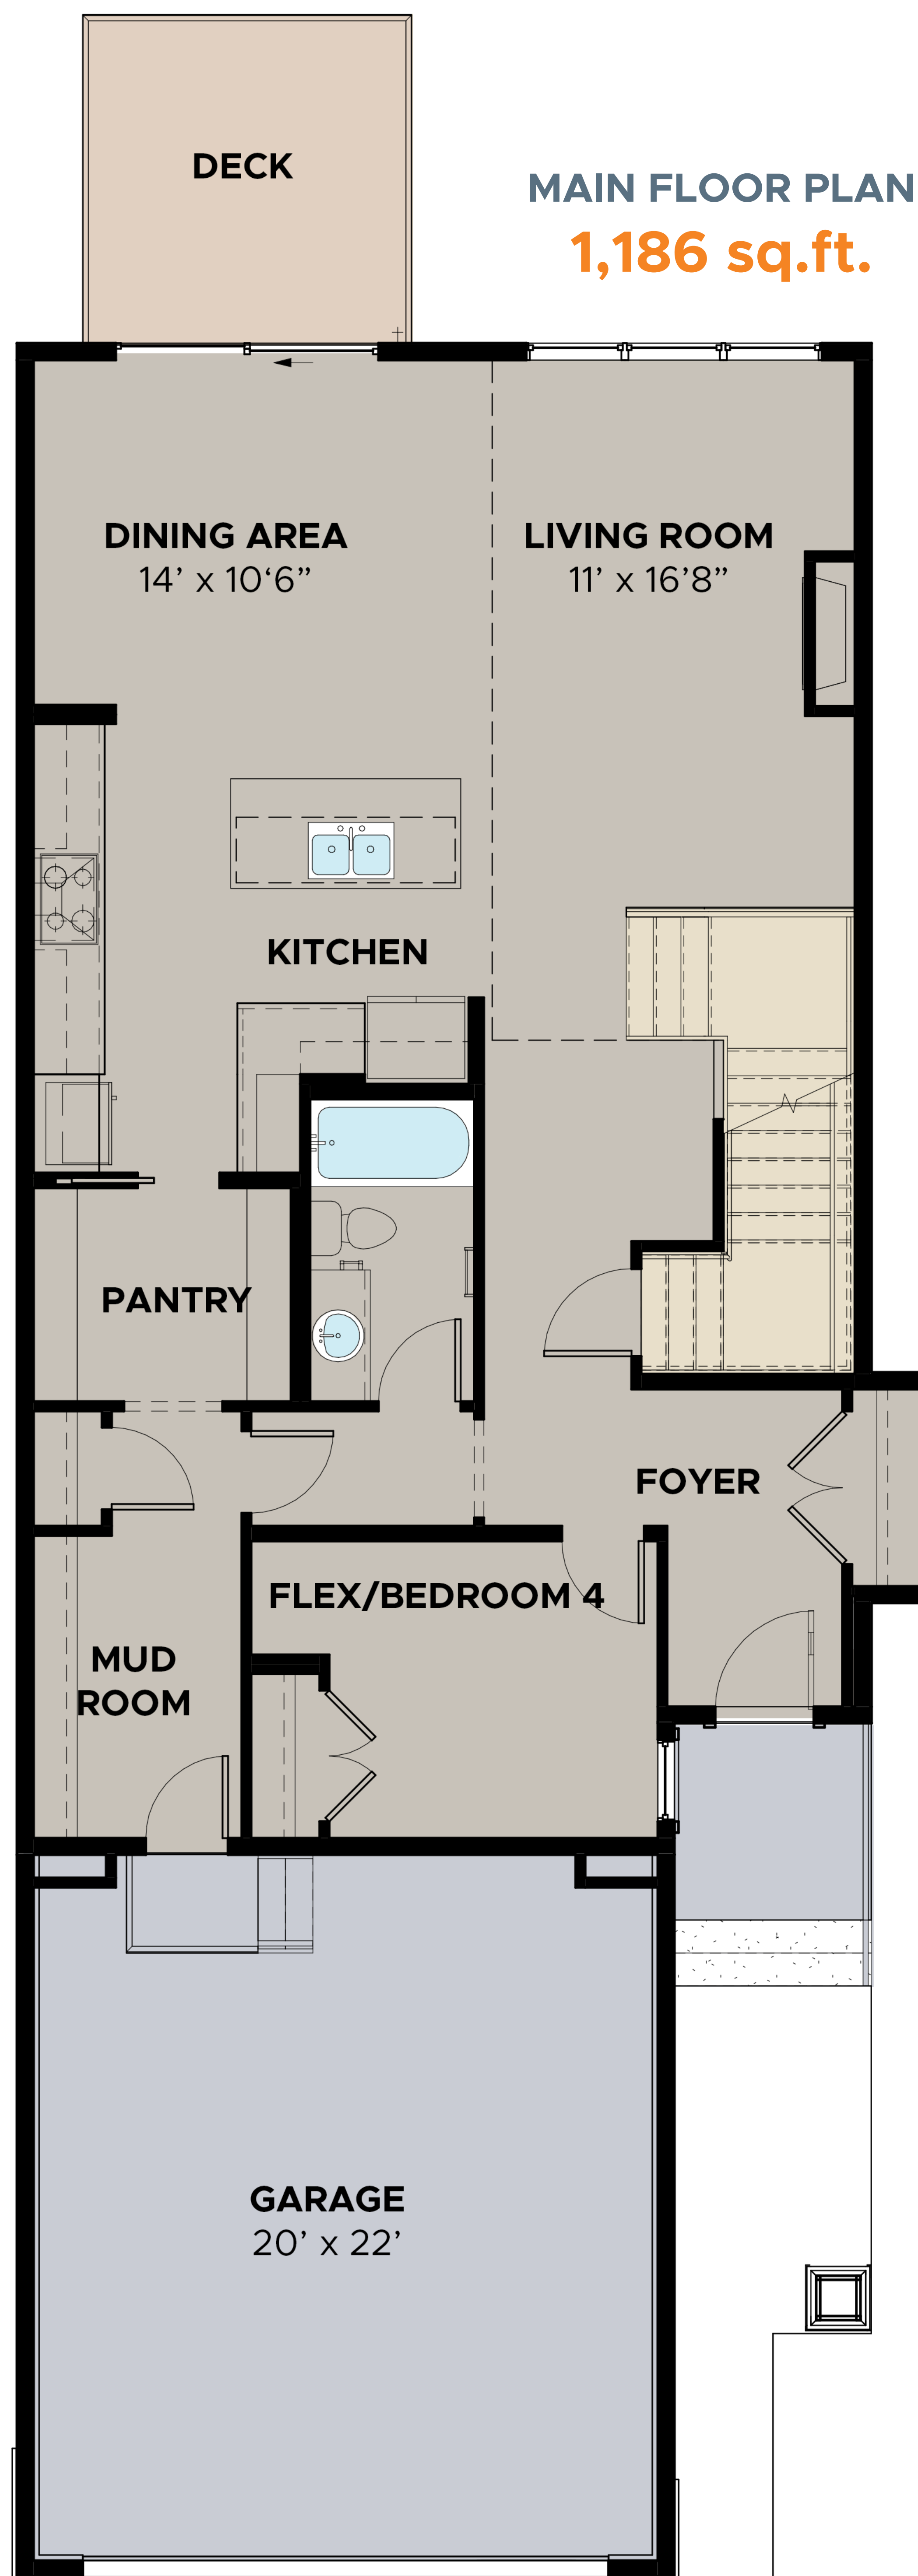 DECK
MAIN FLOOR PLAN
1,186 sq.ft.
DINING AREA
14’ x 10‘6”
LIVING ROOM
11’ x 16’8”
KITCHEN
PANTRY
FOYER
FLEX/BEDROOM 4
MUD
ROOM
GARAGE
20’ x 22’